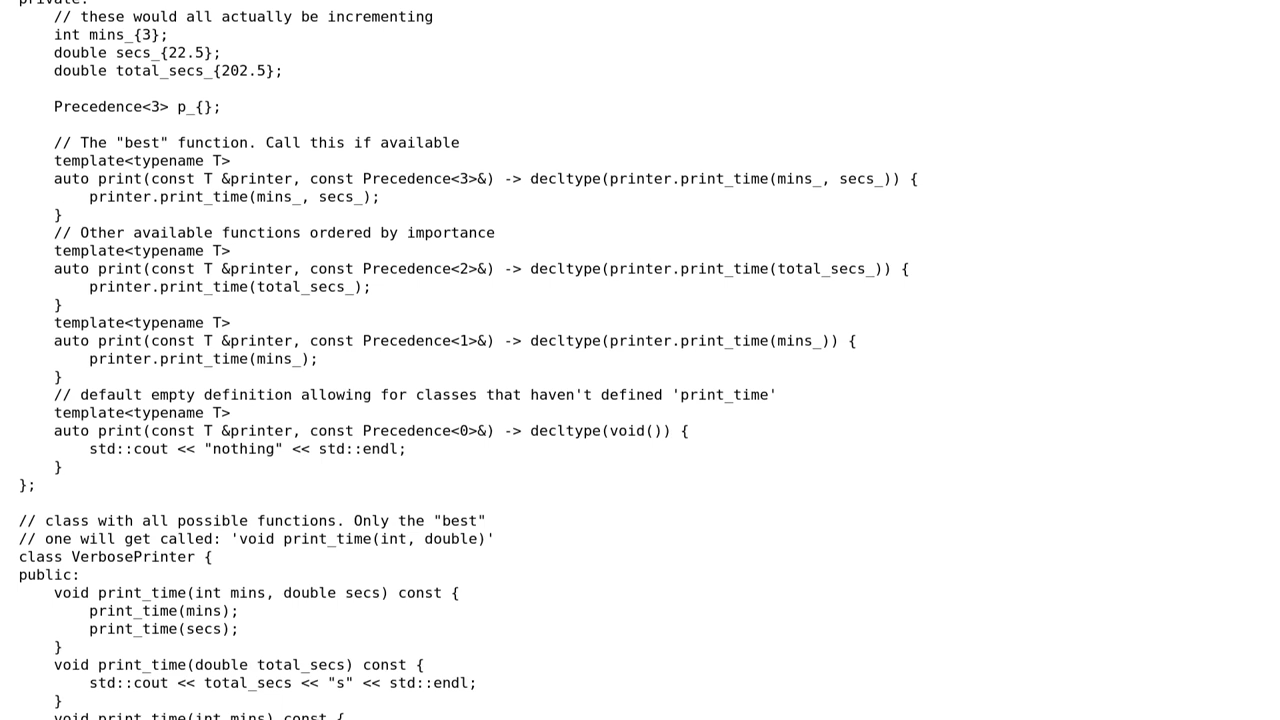 private:
    // these would all actually be incrementing
    int mins_{3};
    double secs_{22.5};
    double total_secs_{202.5};

    Precedence<3> p_{};

    // The "best" function. Call this if available
    template<typename T>
    auto print(const T &printer, const Precedence<3>&) -> decltype(printer.print_time(mins_, secs_)) {
        printer.print_time(mins_, secs_);
    }
    // Other available functions ordered by importance
    template<typename T>
    auto print(const T &printer, const Precedence<2>&) -> decltype(printer.print_time(total_secs_)) {
        printer.print_time(total_secs_);
    }
    template<typename T>
    auto print(const T &printer, const Precedence<1>&) -> decltype(printer.print_time(mins_)) {
        printer.print_time(mins_);
    }
    // default empty definition allowing for classes that haven't defined 'print_time'
    template<typename T>
    auto print(const T &printer, const Precedence<0>&) -> decltype(void()) {
        std::cout << "nothing" << std::endl;
    }
};

// class with all possible functions. Only the "best"
// one will get called: 'void print_time(int, double)'
class VerbosePrinter {
public:
    void print_time(int mins, double secs) const {
        print_time(mins);
        print_time(secs);
    }
    void print_time(double total_secs) const {
        std::cout << total_secs << "s" << std::endl;
    }
    void print_time(int mins) const {